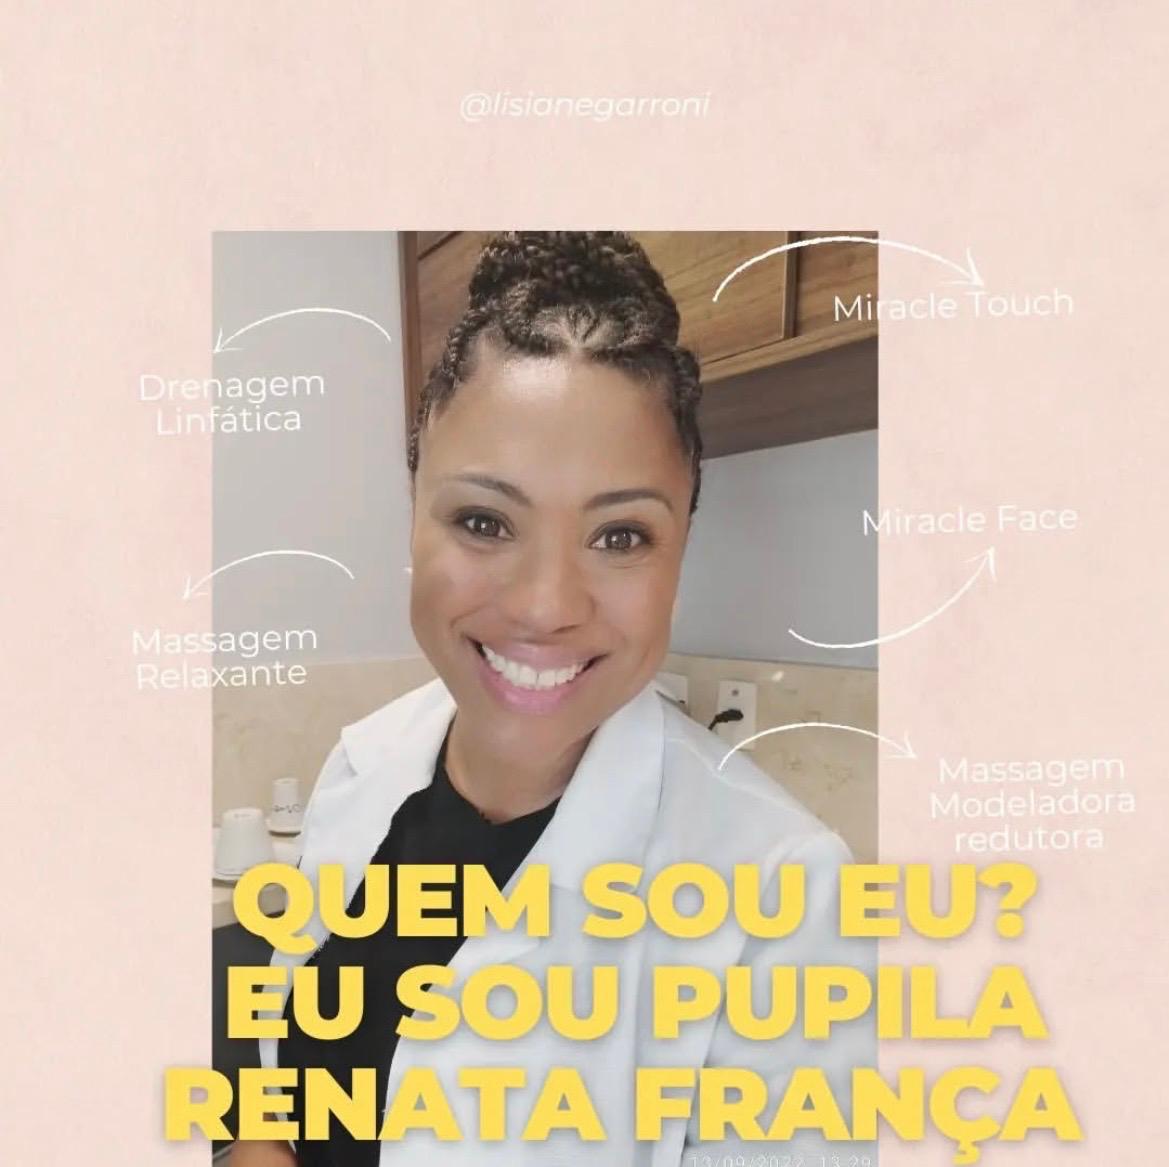 @lisianegarroni
Miracle Touch
Drenagem
Linfática
Miracle Face
Massagem
Relaxante
Massagem
Modeladora
redutora
QUEM SOU EU?
EU SOU PUPILA
RENATA FRANÇA
13/09/2022 13:29